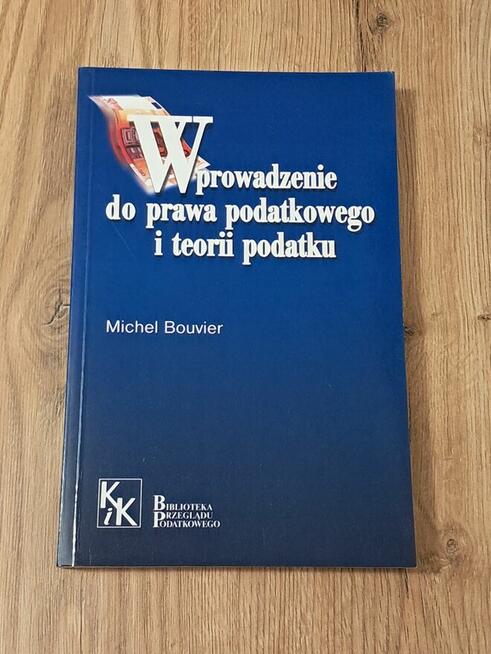 Wprowadzenie
do prawa podatkowego
i teorii podatku
Michel Bouvier
KiK
BIBLIOTEKA
PRZEGLĄDU
PODATKOWEGO